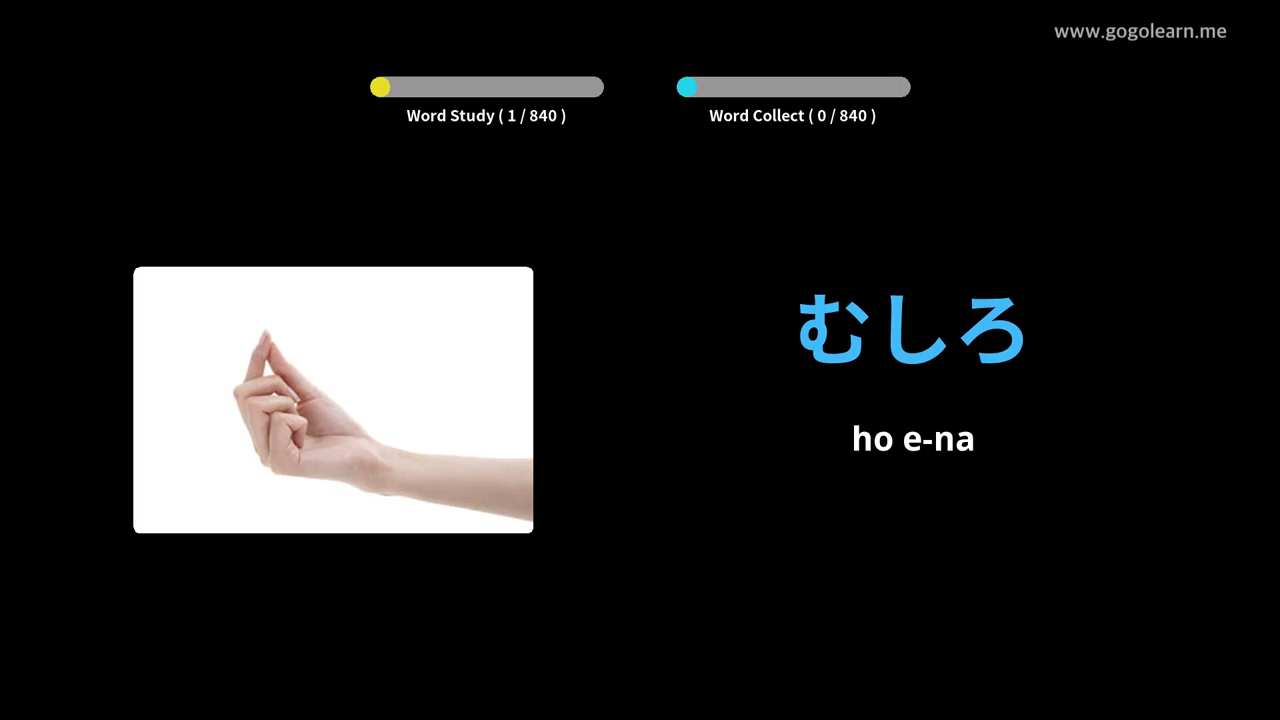 www.gogolearn.me
Word Study ( 1 / 840 )
Word Collect ( 0 / 840 )
むしろ
ho e-na